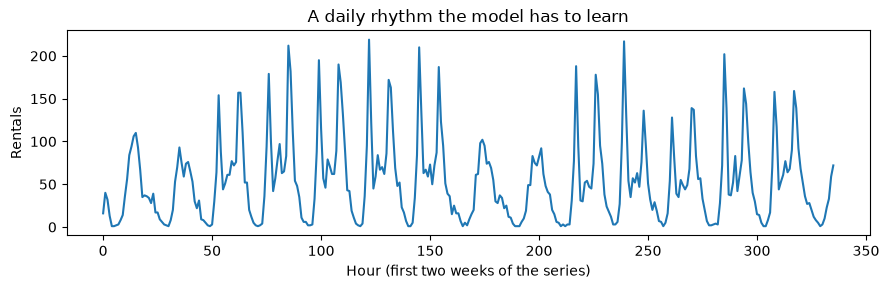 A daily rhythm the model has to learn
Rentals
200
150
100
50
0
0 50 100 150 200 250 300 350
Hour (first two weeks of the series)